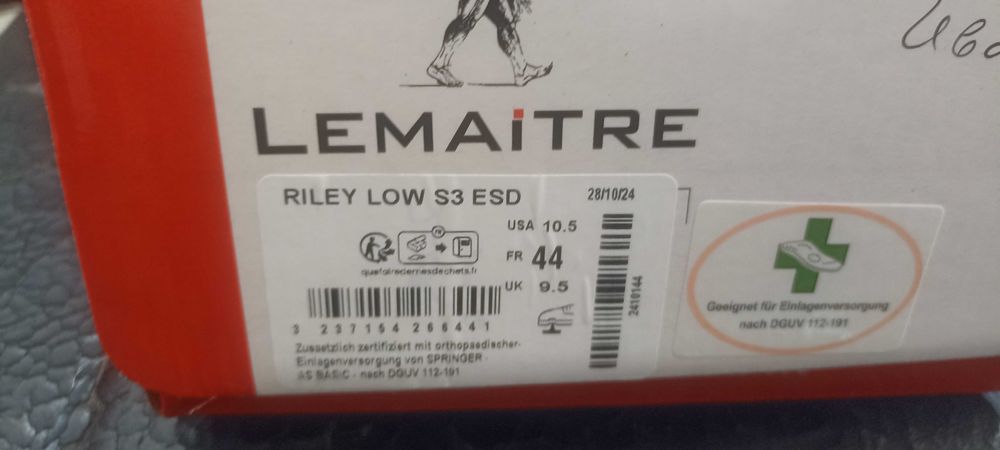 LEMAiTRE
RILEY LOW S3 ESD
28/10/24
USA 10.5
FR 44
UK 9.5
FR
quefairedemesdechets.fr
3 237154 266441
2410144
Zusaetzlich zertifiziert mit orthopaedischer
Einlagenversorgung von SPRINGER -
AS BASIC - nach DGUV 112-191
Geeignet für Einlagenversorgung
nach DGUV 112-191